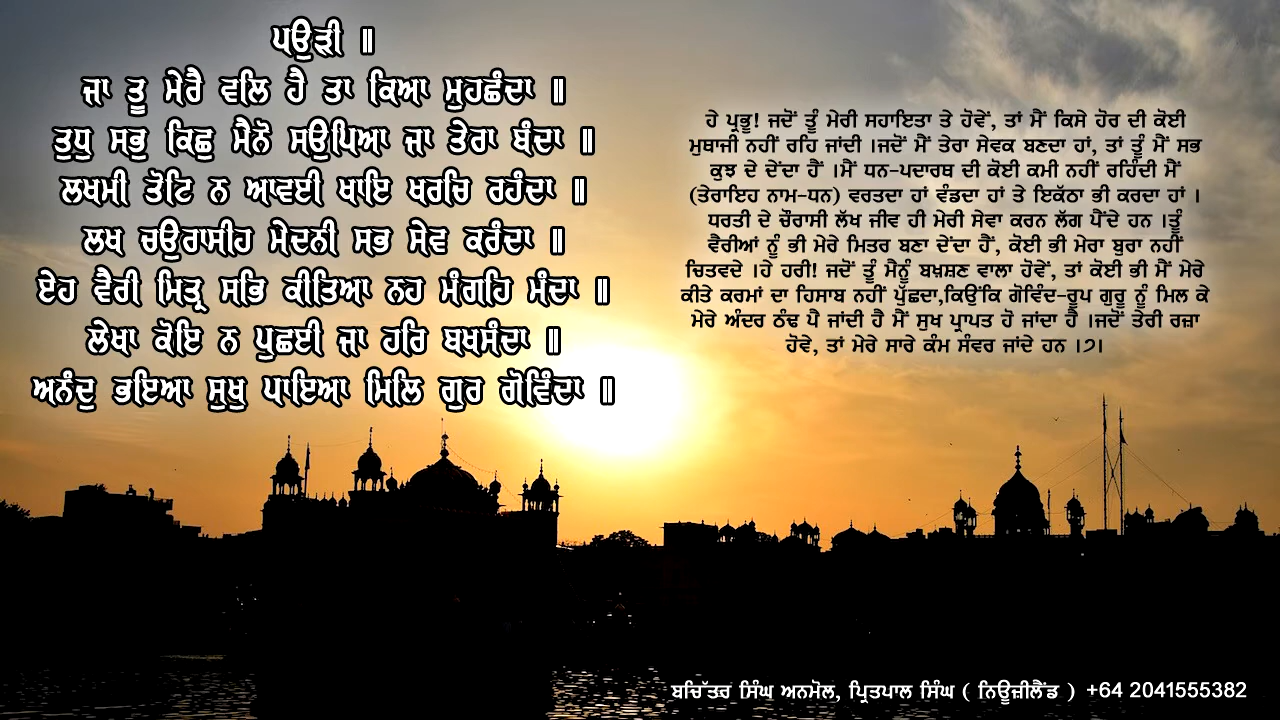 ਪਉੜੀ ॥
ਜਾ ਤੂ ਮੇਰੈ ਵਲਿ ਹੈ ਤਾ ਕਿਆ ਮੁਹਛੰਦਾ ॥
ਤੁਧੁ ਸਭੁ ਕਿਛੁ ਮੈਨੋ ਸਉਪਿਆ ਜਾ ਤੇਰਾ ਬੰਦਾ ॥
ਲਖਮੀ ਤੋਟਿ ਨ ਆਵਈ ਖਾਇ ਖਰਚਿ ਰਹੰਦਾ ॥
ਲਖ ਚਉਰਾਸੀਹ ਮੇਦਨੀ ਸਭ ਸੇਵ ਕਰੰਦਾ ॥
ਏਹ ਵੈਰੀ ਮਿਤ੍ਰ ਸਭਿ ਕੀਤਿਆ ਨਹ ਮੰਗਹਿ ਮੰਦਾ ॥
ਲੇਖਾ ਕੋਇ ਨ ਪੁਛਈ ਜਾ ਹਰਿ ਬਖਸੰਦਾ ॥
ਅਨੰਦੁ ਭਇਆ ਸੁਖੁ ਪਾਇਆ ਮਿਲਿ ਗੁਰ ਗੋਵਿੰਦਾ ॥
ਹੇ ਪ੍ਰਭੂ! ਜਦੋਂ ਤੂੰ ਮੇਰੀ ਸਹਾਇਤਾ ਤੇ ਹੋਵੇਂ, ਤਾਂ ਮੈਂ ਕਿਸੇ ਹੋਰ ਦੀ ਕੋਈ
ਮੁਥਾਜੀ ਨਹੀਂ ਰਹਿ ਜਾਂਦੀ ।ਜਦੋਂ ਮੈਂ ਤੇਰਾ ਸੇਵਕ ਬਣਦਾ ਹਾਂ, ਤਾਂ ਤੂੰ ਮੈਂ ਸਭ
ਕੁਝ ਦੇ ਦੇਂਦਾ ਹੈਂ ।ਮੈਂ ਧਨ-ਪਦਾਰਥ ਦੀ ਕੋਈ ਕਮੀ ਨਹੀਂ ਰਹਿੰਦੀ ਮੈਂ
(ਤੇਰਾਇਹ ਨਾਮ-ਧਨ) ਵਰਤਦਾ ਹਾਂ ਵੰਡਦਾ ਹਾਂ ਤੇ ਇਕੱਠਾ ਭੀ ਕਰਦਾ ਹਾਂ ।
ਧਰਤੀ ਦੇ ਚੌਰਾਸੀ ਲੱਖ ਜੀਵ ਹੀ ਮੇਰੀ ਸੇਵਾ ਕਰਨ ਲੱਗ ਪੈਂਦੇ ਹਨ ।ਤੂੰ
ਵੈਰੀਆਂ ਨੂੰ ਭੀ ਮੇਰੇ ਮਿਤਰ ਬਣਾ ਦੇਂਦਾ ਹੈਂ, ਕੋਈ ਭੀ ਮੇਰਾ ਬੁਰਾ ਨਹੀਂ
ਚਿਤਵਦੇ ।ਹੇ ਹਰੀ! ਜਦੋਂ ਤੂੰ ਮੈਨੂੰ ਬਖ਼ਸ਼ਣ ਵਾਲਾ ਹੋਵੇਂ, ਤਾਂ ਕੋਈ ਭੀ ਮੈਂ ਮੇਰੇ
ਕੀਤੇ ਕਰਮਾਂ ਦਾ ਹਿਸਾਬ ਨਹੀਂ ਪੁੱਛਦਾ,ਕਿਉਂਕਿ ਗੋਵਿੰਦ-ਰੂਪ ਗੁਰੂ ਨੂੰ ਮਿਲ ਕੇ
ਮੇਰੇ ਅੰਦਰ ਠੰਢ ਪੈ ਜਾਂਦੀ ਹੈ ਮੈਂ ਸੁਖ ਪ੍ਰਾਪਤ ਹੋ ਜਾਂਦਾ ਹੈ ।ਜਦੋਂ ਤੇਰੀ ਰਜ਼ਾ
ਹੋਵੇ, ਤਾਂ ਮੇਰੇ ਸਾਰੇ ਕੰਮ ਸੰਵਰ ਜਾਂਦੇ ਹਨ ।੭।
ਬਚਿੱਤਰ ਸਿੰਘ ਅਨਮੋਲ, ਪ੍ਰਿਤਪਾਲ ਸਿੰਘ ( ਨਿਊਜ਼ੀਲੈਂਡ ) +64 2041555382